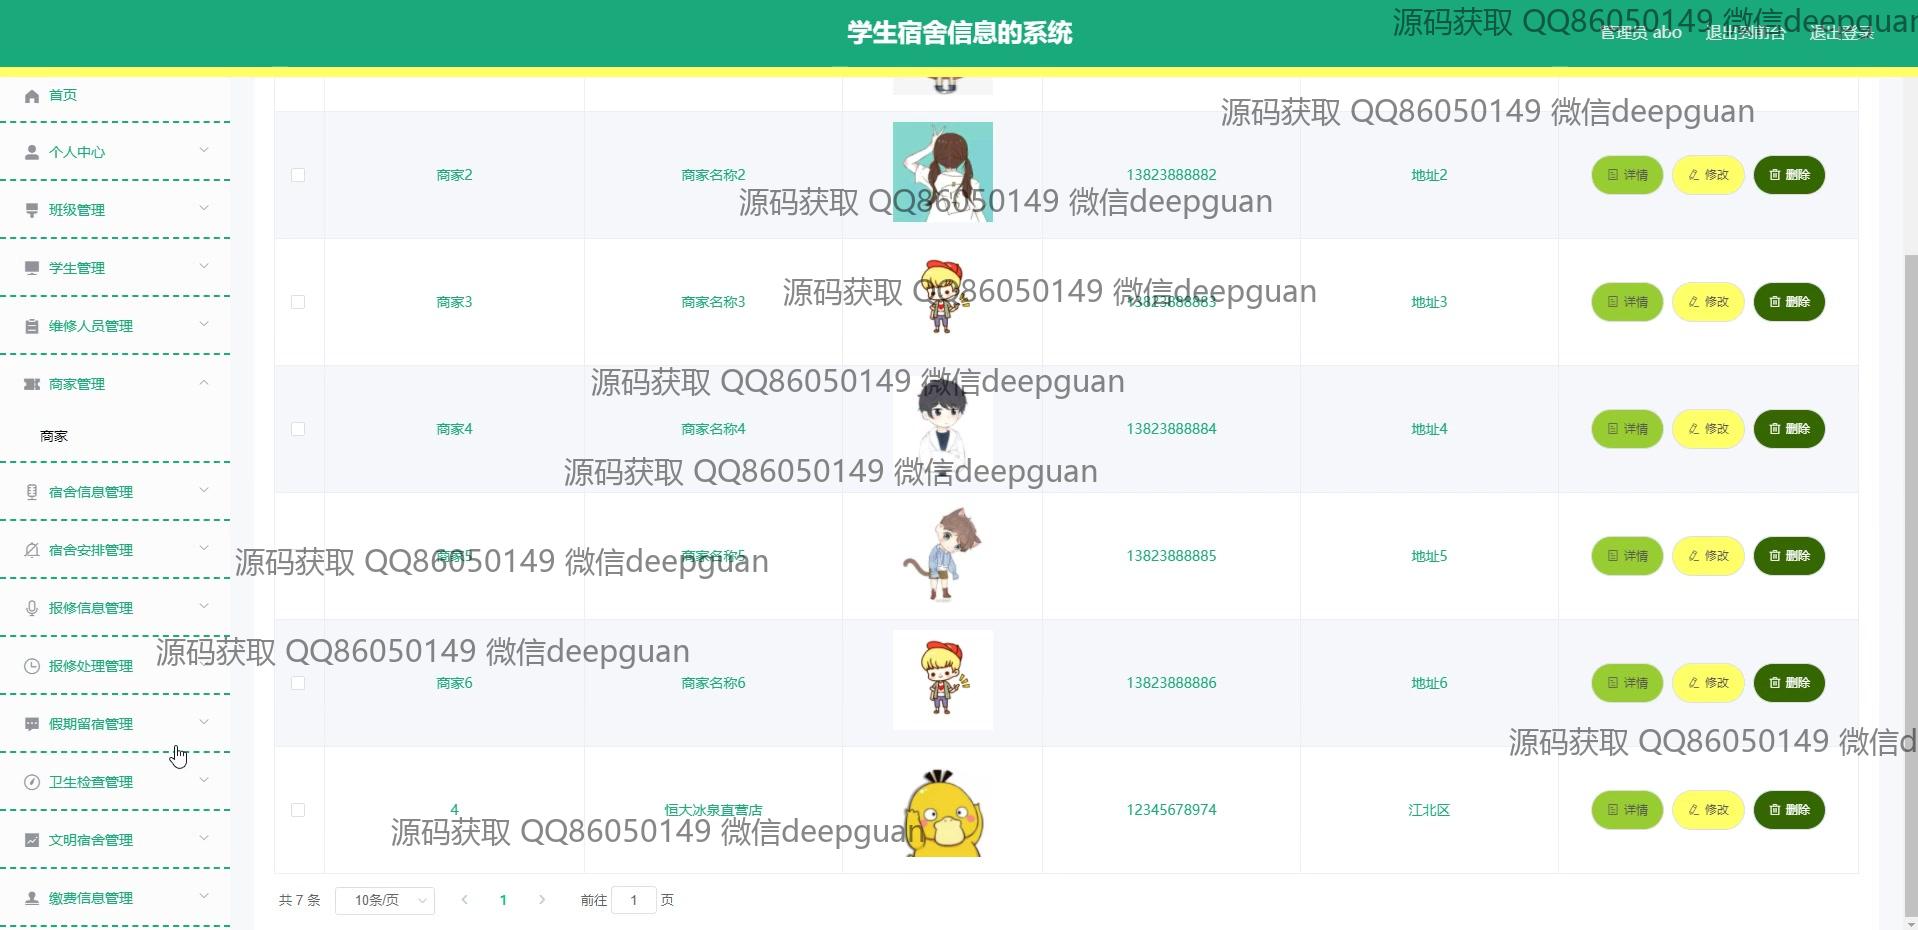 学生宿舍信息的系统
管理员 abo 退出到前台 退出登录
源码获取 QQ86050149 微信deepguan
首页
源码获取 QQ86050149 微信deepguan
个人中心
商家2 商家名称2 13823888882 地址2 详情 修改 删除
源码获取 QQ86050149 微信deepguan
班级管理
学生管理
源码获取 QQ86050149 微信deepguan
商家3 商家名称3 13823888883 地址3 详情 修改 删除
维修人员管理
商家管理
源码获取 QQ86050149 微信deepguan
商家
商家4 商家名称4 13823888884 地址4 详情 修改 删除
源码获取 QQ86050149 微信deepguan
宿舍信息管理
宿舍安排管理
商家5 商家名称5 13823888885 地址5 详情 修改 删除
源码获取 QQ86050149 微信deepguan
报修信息管理
源码获取 QQ86050149 微信deepguan
报修处理管理
商家6 商家名称6 13823888886 地址6 详情 修改 删除
假期留宿管理
源码获取 QQ86050149 微信d
卫生检查管理
4 恒大冰泉直营店 12345678974 江北区 详情 修改 删除
源码获取 QQ86050149 微信deepguan
文明宿舍管理
缴费信息管理
共 7 条 10条/页 1 前往 1 页